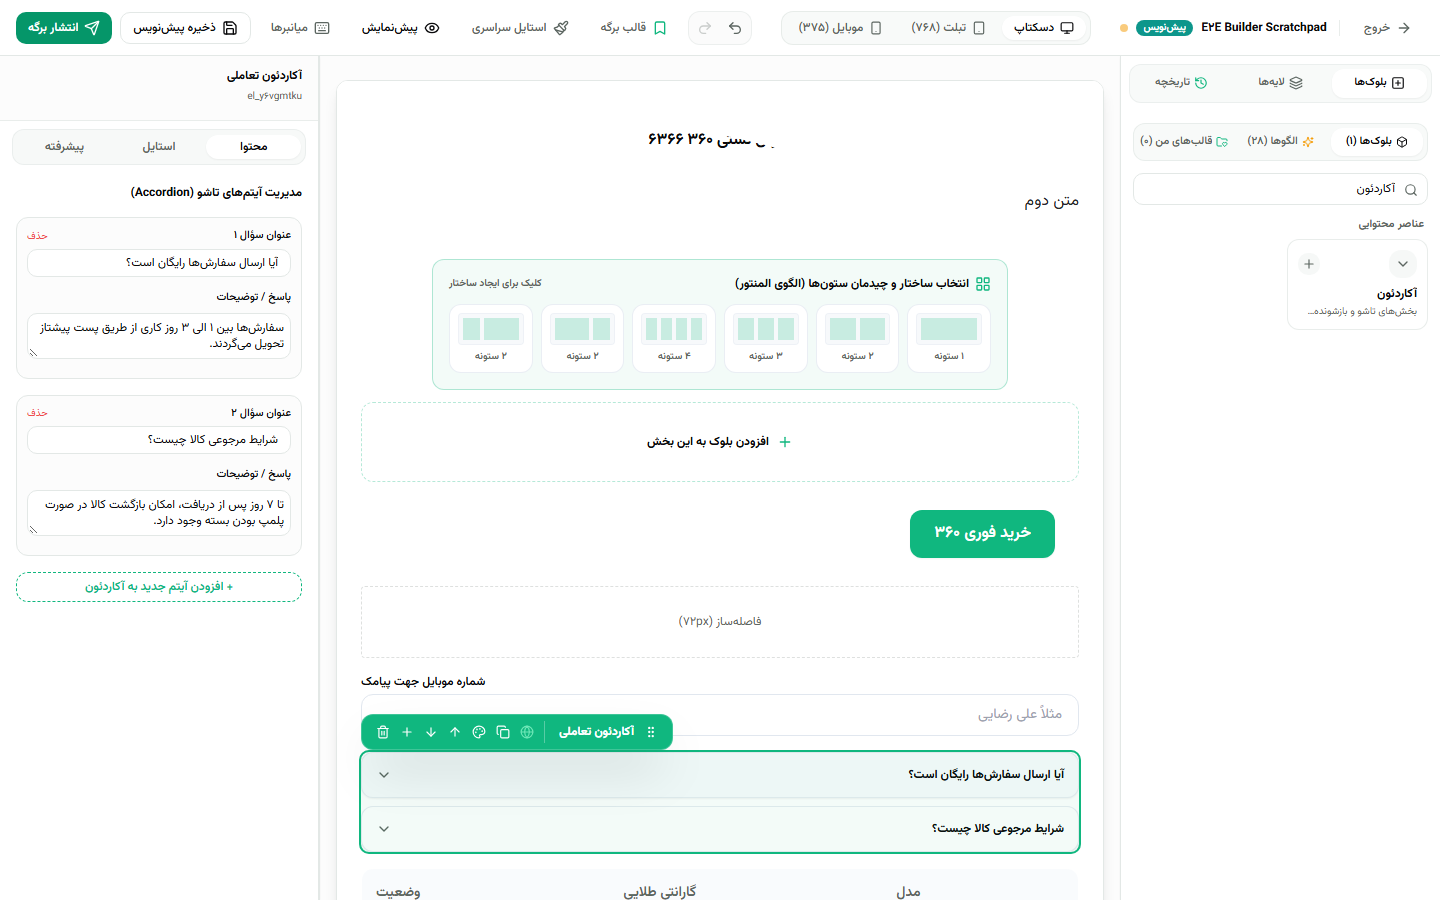 خروج
E2E Builder Scratchpad
پیش‌نویس
دسکتاپ
تبلت (۷۶۸)
موبایل (۳۷۵)
قالب برگه
استایل سراسری
پیش‌نمایش
میانبرها
ذخیره پیش‌نویس
انتشار برگه
بلوک‌ها
لایه‌ها
تاریخچه
بلوک‌ها (۱)
الگوها (۲۸)
قالب‌های من (۰)
آکاردئون
عناصر محتوایی
آکاردئون
بخش‌های تاشو و بازشونده...
۳۶۰ ۶۳۶۶
متن دوم
انتخاب ساختار و چیدمان ستون‌ها (الگوی المنتور)
کلیک برای ایجاد ساختار
۱ ستونه
۲ ستونه
۳ ستونه
۴ ستونه
۲ ستونه
۲ ستونه
افزودن بلوک به این بخش
خرید فوری ۳۶۰
فاصله‌ساز (۷۲px)
شماره موبایل جهت پیامک
مثلاً علی رضایی
آکاردئون تعاملی
آیا ارسال سفارش‌ها رایگان است؟
شرایط مرجوعی کالا چیست؟
مدل
گارانتی طلایی
وضعیت
آکاردئون تعاملی
el_y۶vgmtku
محتوا
استایل
پیشرفته
مدیریت آیتم‌های تاشو (Accordion)
عنوان سؤال ۱
حذف
آیا ارسال سفارش‌ها رایگان است؟
پاسخ / توضیحات
سفارش‌ها بین ۱ الی ۳ روز کاری از طریق پست پیشتاز
تحویل می‌گردند.
عنوان سؤال ۲
حذف
شرایط مرجوعی کالا چیست؟
پاسخ / توضیحات
تا ۷ روز پس از دریافت، امکان بازگشت کالا در صورت
پلمپ بودن بسته وجود دارد.
+ افزودن آیتم جدید به آکاردئون